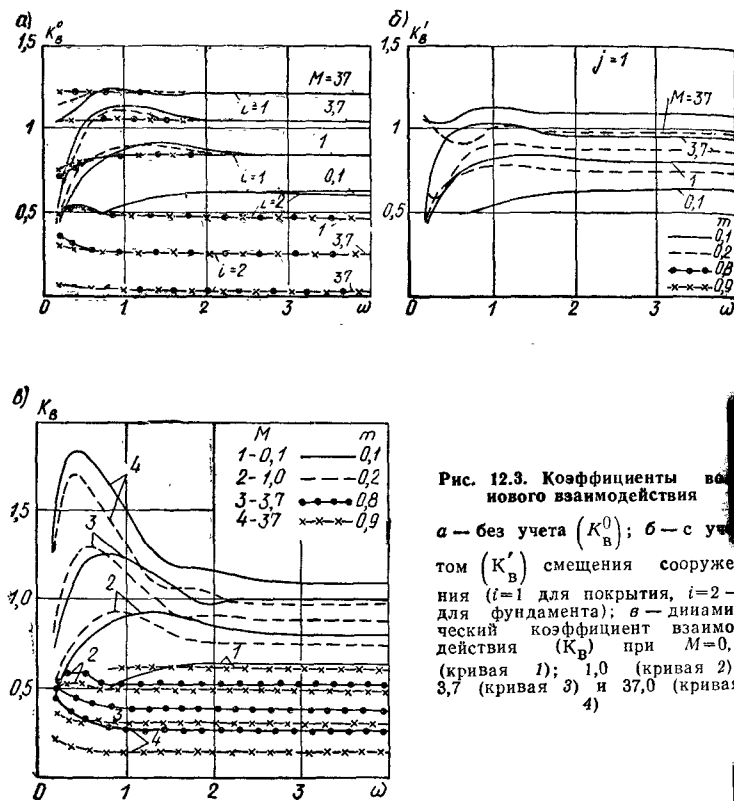 а)
K⁰в
1,5
1
0,5
0
1
2
3
ω
M=37
i=1
3,7
1
i=1
0,1
i=2
1
3,7
i=2
37
б)
K'в
1,5
1
0,5
0
1
2
3
ω
j=1
M=37
3,7
1
0,1
m
0,1
0,2
0,8
0,9
в)
Kв
1,5
1,0
0,5
0
1
2
3
ω
M m
1-0,1 0,1
2-1,0 0,2
3-3,7 0,8
4-37 0,9
4
3
2
1
2
3
4
Рис. 12.3. Коэффициенты
нового взаимодействия
а — без учета (K⁰в); б — с
том (K'в) смещения сооруже
ния (i=1 для покрытия, i=2 —
для фундамента); в — динами
ческий коэффициент взаимо
действия (Kв) при M=0,
(кривая 1); 1,0 (кривая 2)
3,7 (кривая 3) и 37,0 (кривая
4)